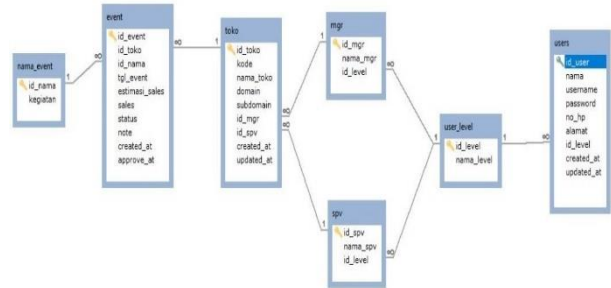 nama_event
id_nama
kegiatan
event
id_event
id_toko
id_nama
tgl_event
estimasi_sales
sales
status
note
created_at
approve_at
toko
id_toko
kode
nama_toko
domain
subdomain
id_mgr
id_spv
created_at
updated_at
mgr
id_mgr
nama_mgr
id_level
spv
id_spv
nama_spv
id_level
user_level
id_level
nama_level
users
id_user
nama
username
password
no_hp
alamat
id_level
created_at
updated_at
1
∞
∞
1
1
∞
∞
1
∞
1
1
∞
∞